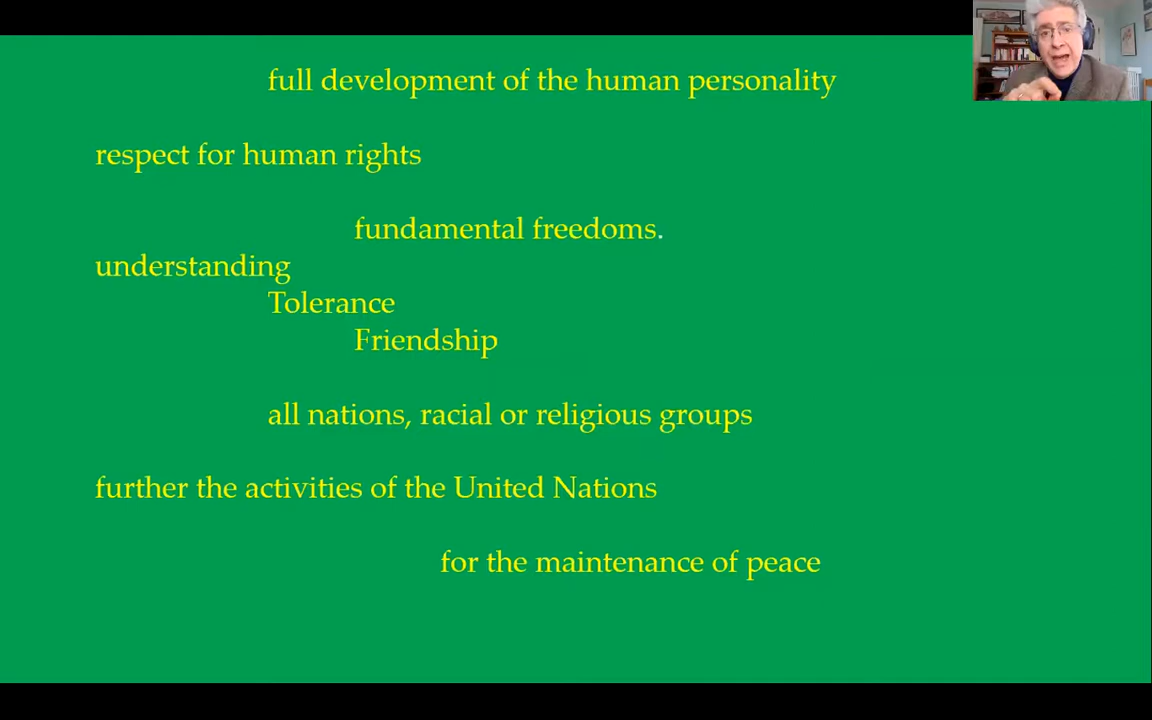 full development of the human personality
respect for human rights
fundamental freedoms.
understanding
Tolerance
Friendship
all nations, racial or religious groups
further the activities of the United Nations
for the maintenance of peace